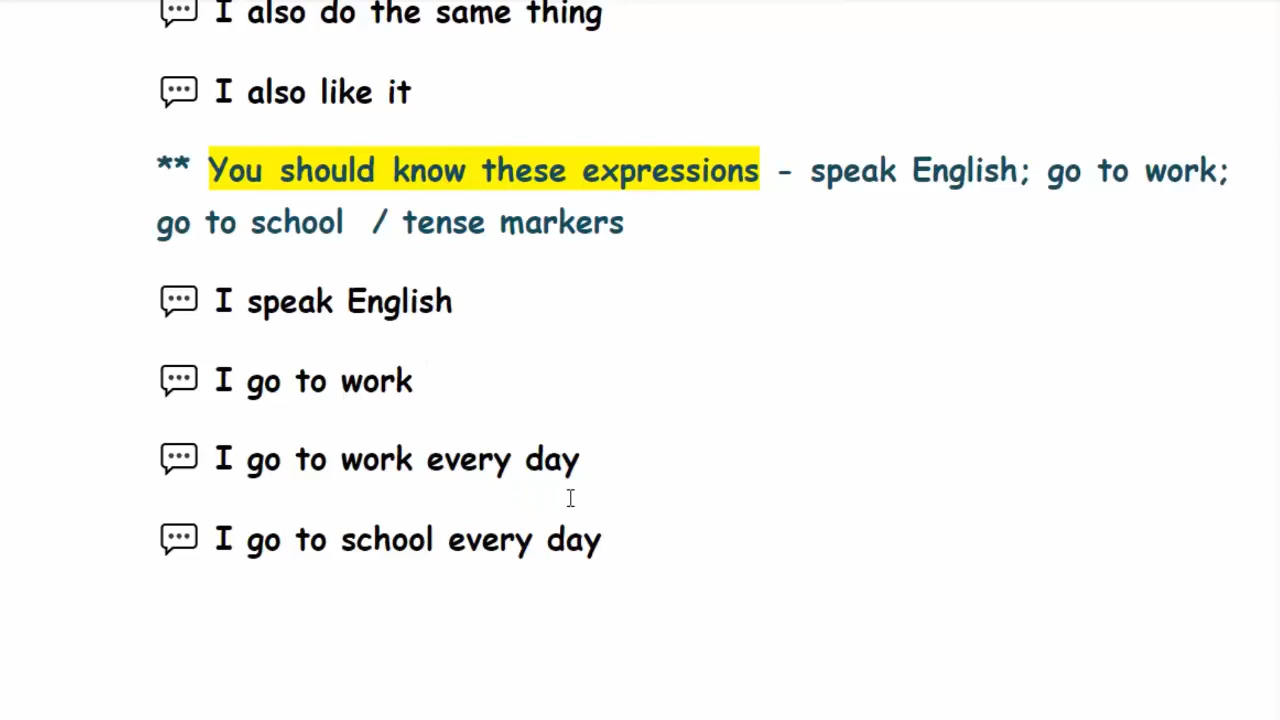 I also do the same thing
I also like it
** You should know these expressions - speak English; go to work;
go to school / tense markers
I speak English
I go to work
I go to work every day
I go to school every day